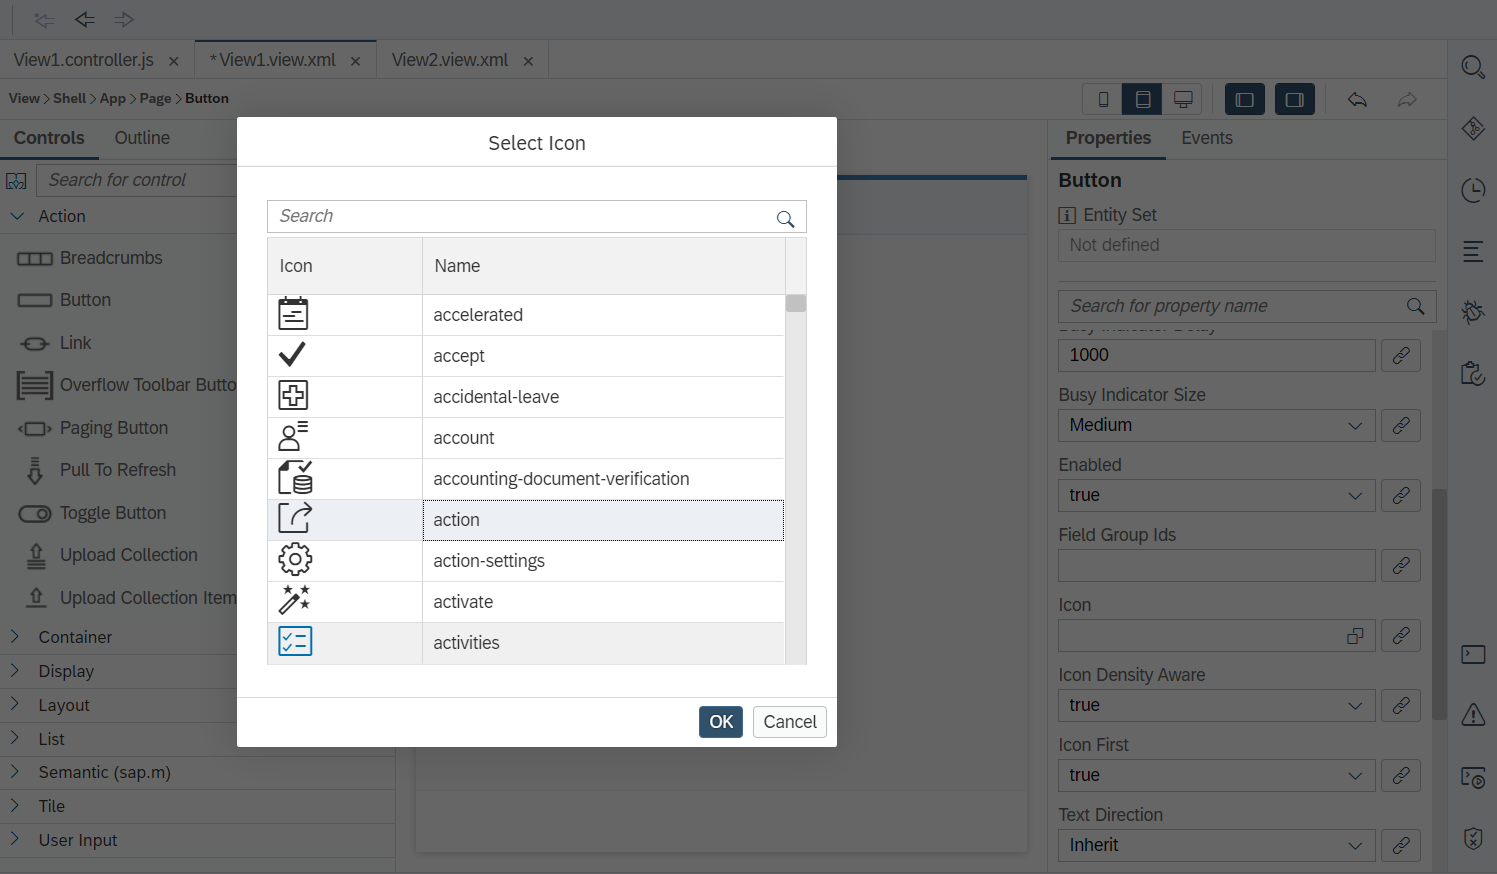 View1.controller.js
*View1.view.xml
View2.view.xml
View > Shell > App > Page > Button
Controls
Outline
Search for control
Action
Breadcrumbs
Button
Link
Overflow Toolbar Butto
Paging Button
Pull To Refresh
Toggle Button
Upload Collection
Upload Collection Item
Container
Display
Layout
List
Semantic (sap.m)
Tile
User Input
Select Icon
Search
Icon
Name
accelerated
accept
accidental-leave
account
accounting-document-verification
action
action-settings
activate
activities
OK
Cancel
Properties
Events
Button
Entity Set
Not defined
Search for property name
Busy Indicator Delay
1000
Busy Indicator Size
Medium
Enabled
true
Field Group Ids
Icon
Icon Density Aware
true
Icon First
true
Text Direction
Inherit